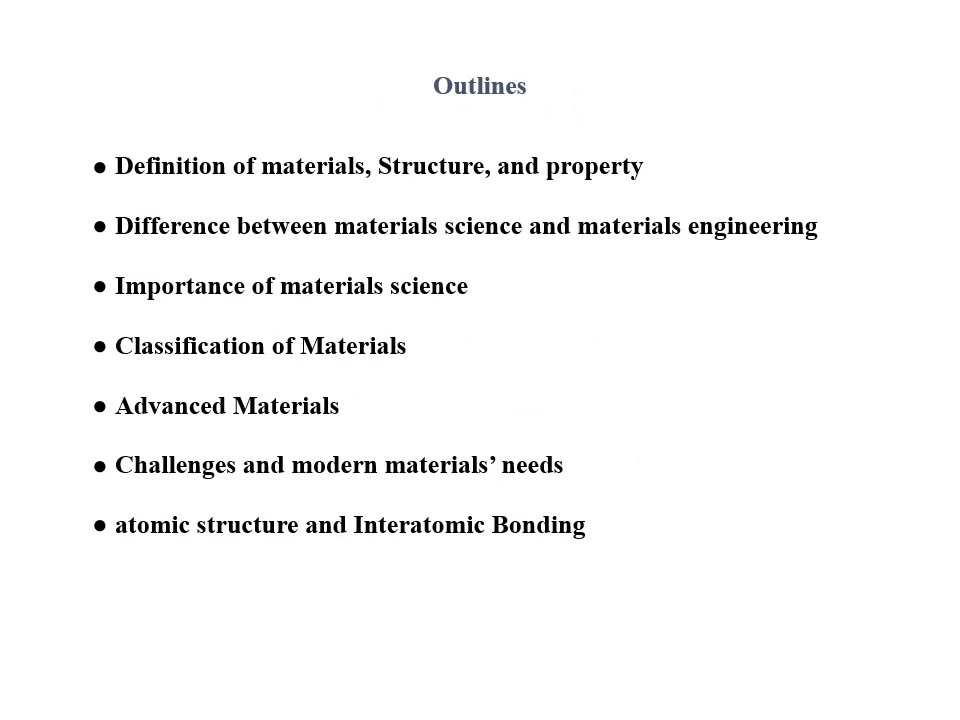 Outlines
● Definition of materials, Structure, and property
● Difference between materials science and materials engineering
● Importance of materials science
● Classification of Materials
● Advanced Materials
● Challenges and modern materials’ needs
● atomic structure and Interatomic Bonding